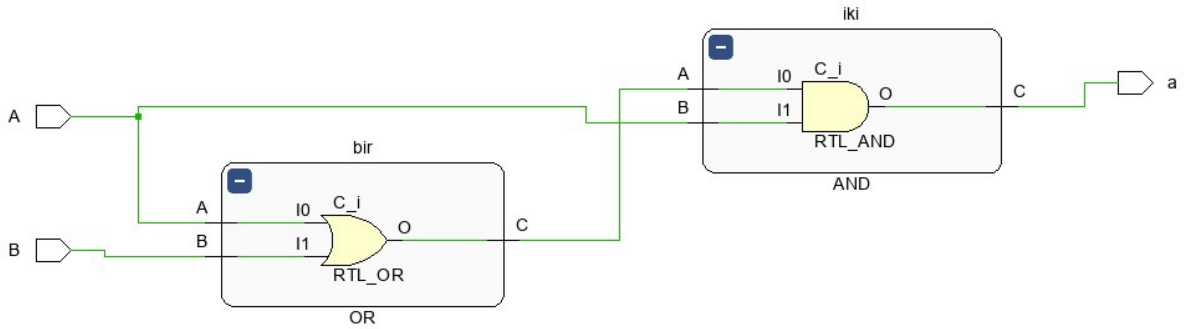 iki
A
I0
C_i
O
C
a
B
I1
RTL_AND
AND
A
bir
A
I0
C_i
O
C
B
B
I1
RTL_OR
OR